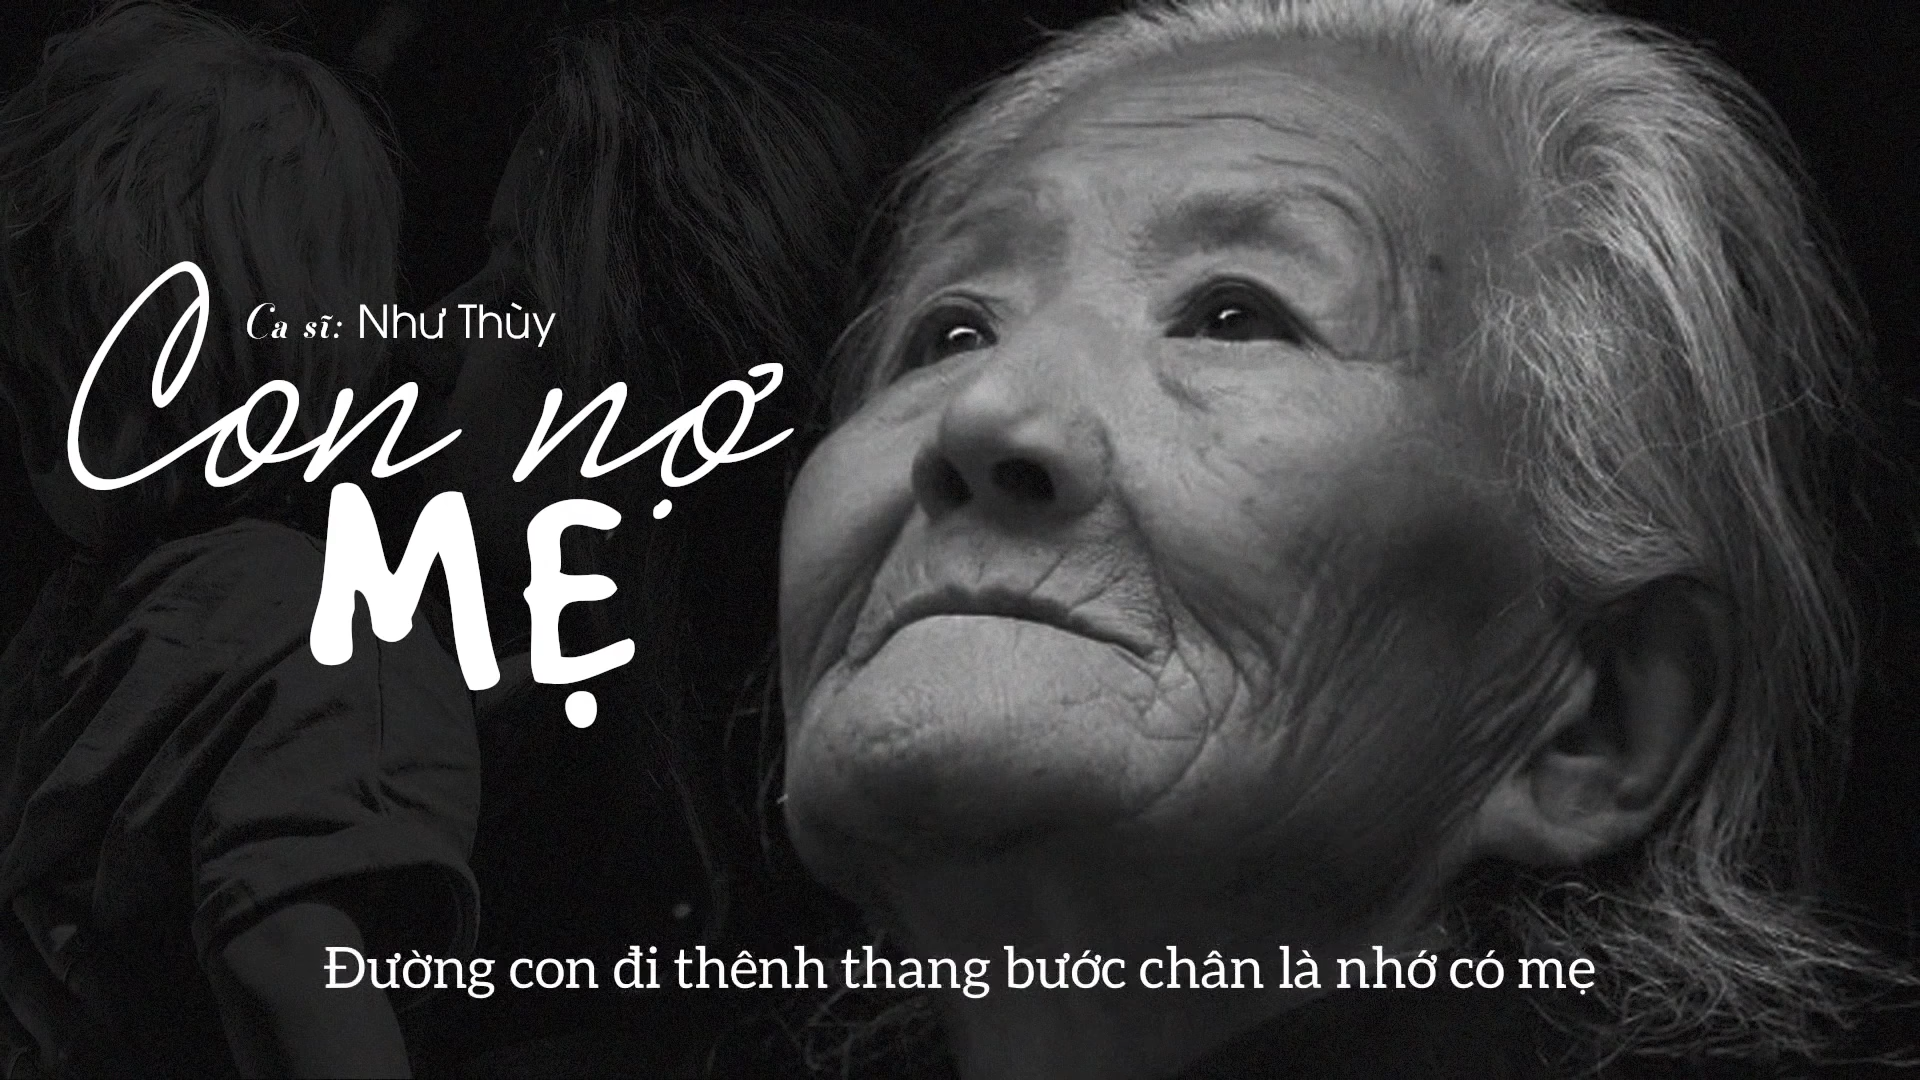 Ca sĩ: Như Thùy
Con nợ
MẸ
Đường con đi thênh thang bước chân là nhớ có mẹ